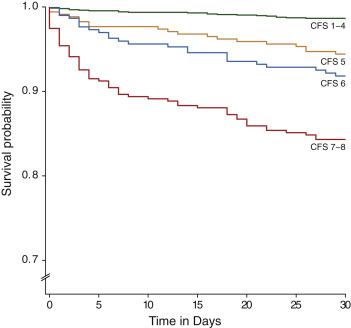 1.0
0.9
0.8
0.7
Survival probability
CFS 1–4
CFS 5
CFS 6
CFS 7–8
0 5 10 15 20 25 30
Time in Days